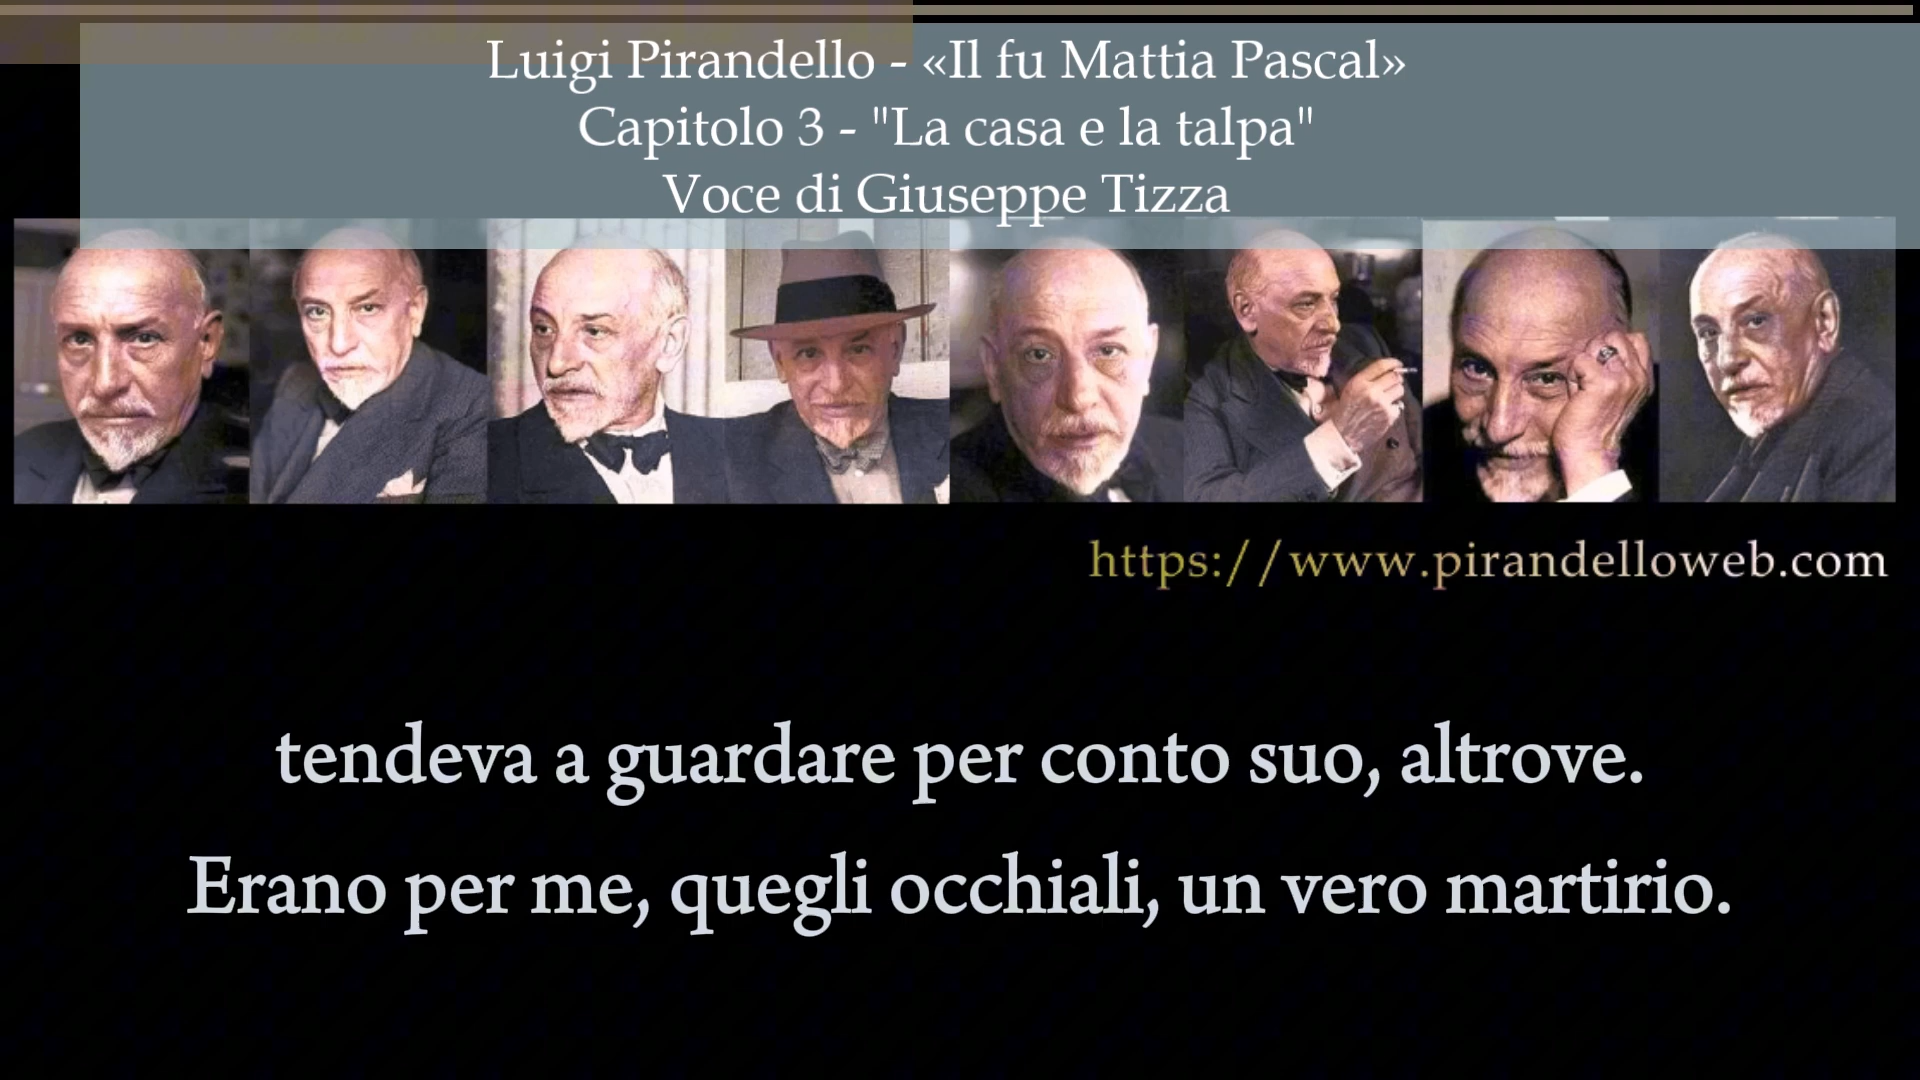 Luigi Pirandello - «Il fu Mattia Pascal»
Capitolo 3 - "La casa e la talpa"
Voce di Giuseppe Tizza
https://www.pirandelloweb.com
tendeva a guardare per conto suo, altrove.
Erano per me, quegli occhiali, un vero martirio.